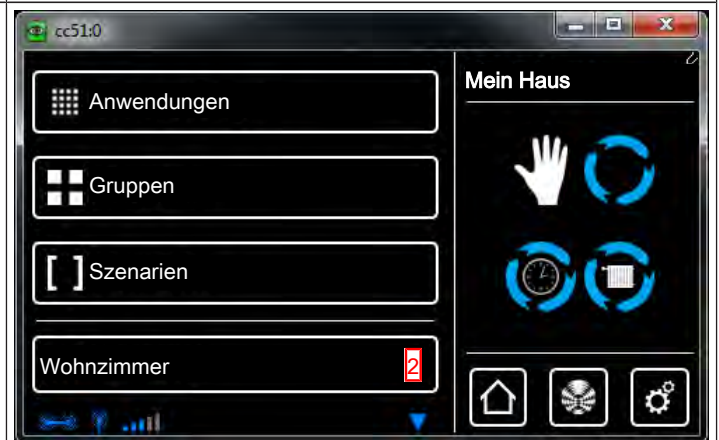 cc51:0
Anwendungen
Gruppen
[ ] Szenarien
Wohnzimmer 2
Mein Haus